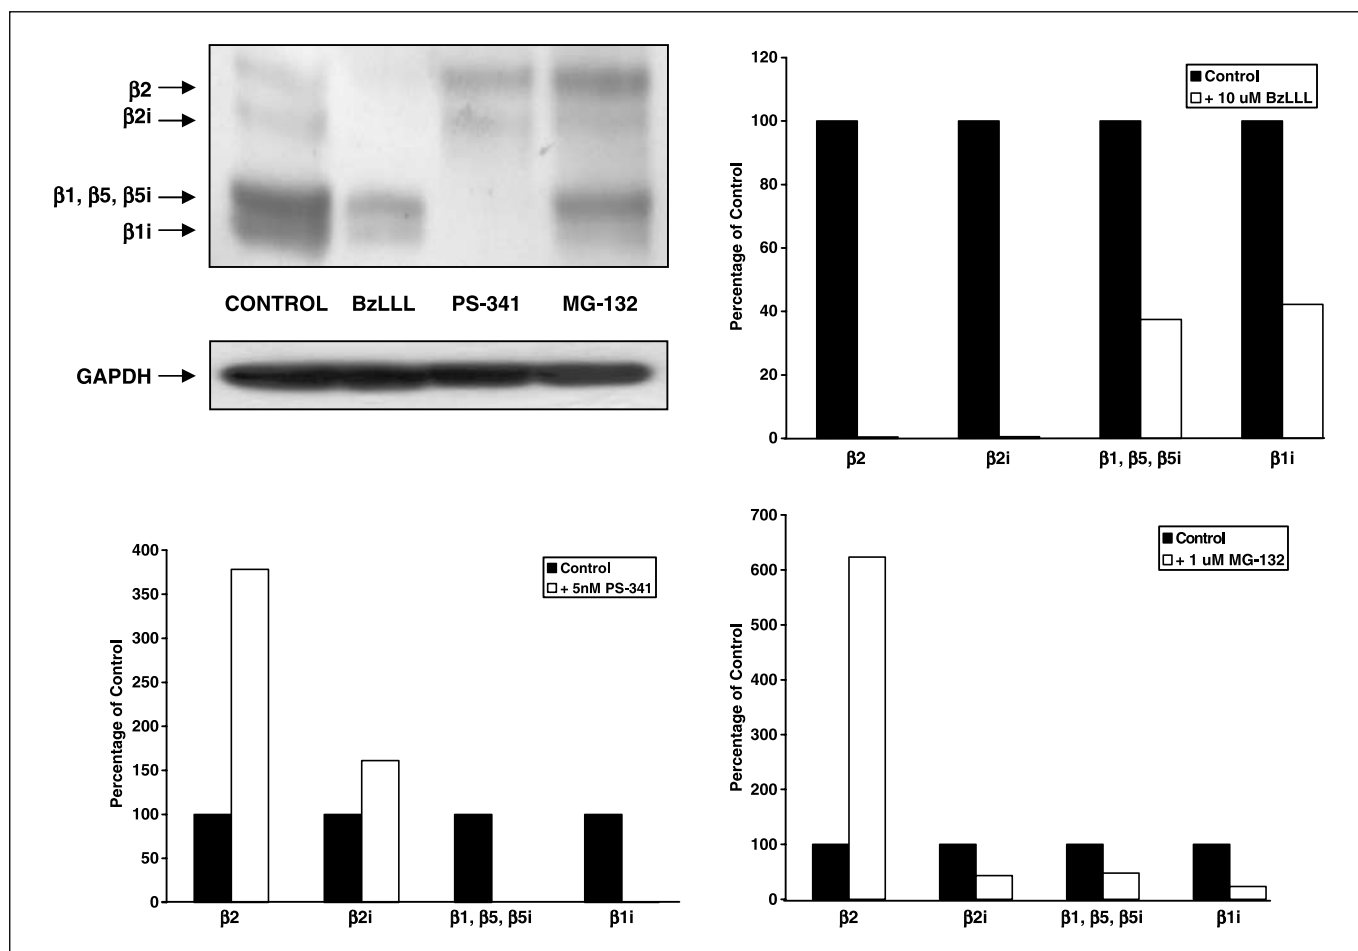 β2
β2i
β1, β5, β5i
β1i
CONTROL BzLLL PS-341 MG-132
GAPDH
120
100
80
60
40
20
0
Percentage of Control
Control
+ 10 uM BzLLL
β2 β2i β1, β5, β5i β1i
400
350
300
250
200
150
100
50
0
Percentage of Control
Control
+ 5nM PS-341
β2 β2i β1, β5, β5i β1i
700
600
500
400
300
200
100
0
Percentage of Control
Control
+ 1 uM MG-132
β2 β2i β1, β5, β5i β1i